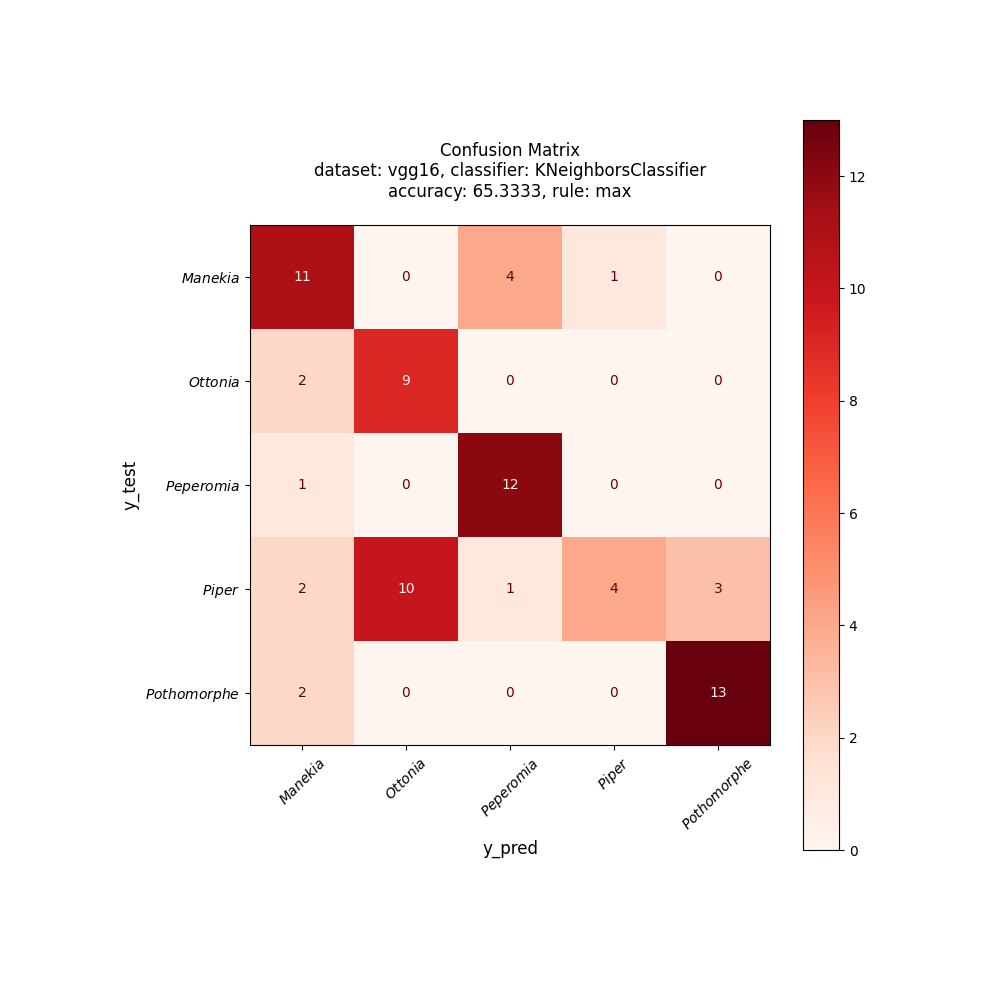 Confusion Matrix
dataset: vgg16, classifier: KNeighborsClassifier
accuracy: 65.3333, rule: max
y_test
Manekia 11 0 4 1 0
Ottonia 2 9 0 0 0
Peperomia 1 0 12 0 0
Piper 2 10 1 4 3
Pothomorphe 2 0 0 0 13
Manekia Ottonia Peperomia Piper Pothomorphe
y_pred
12
10
8
6
4
2
0